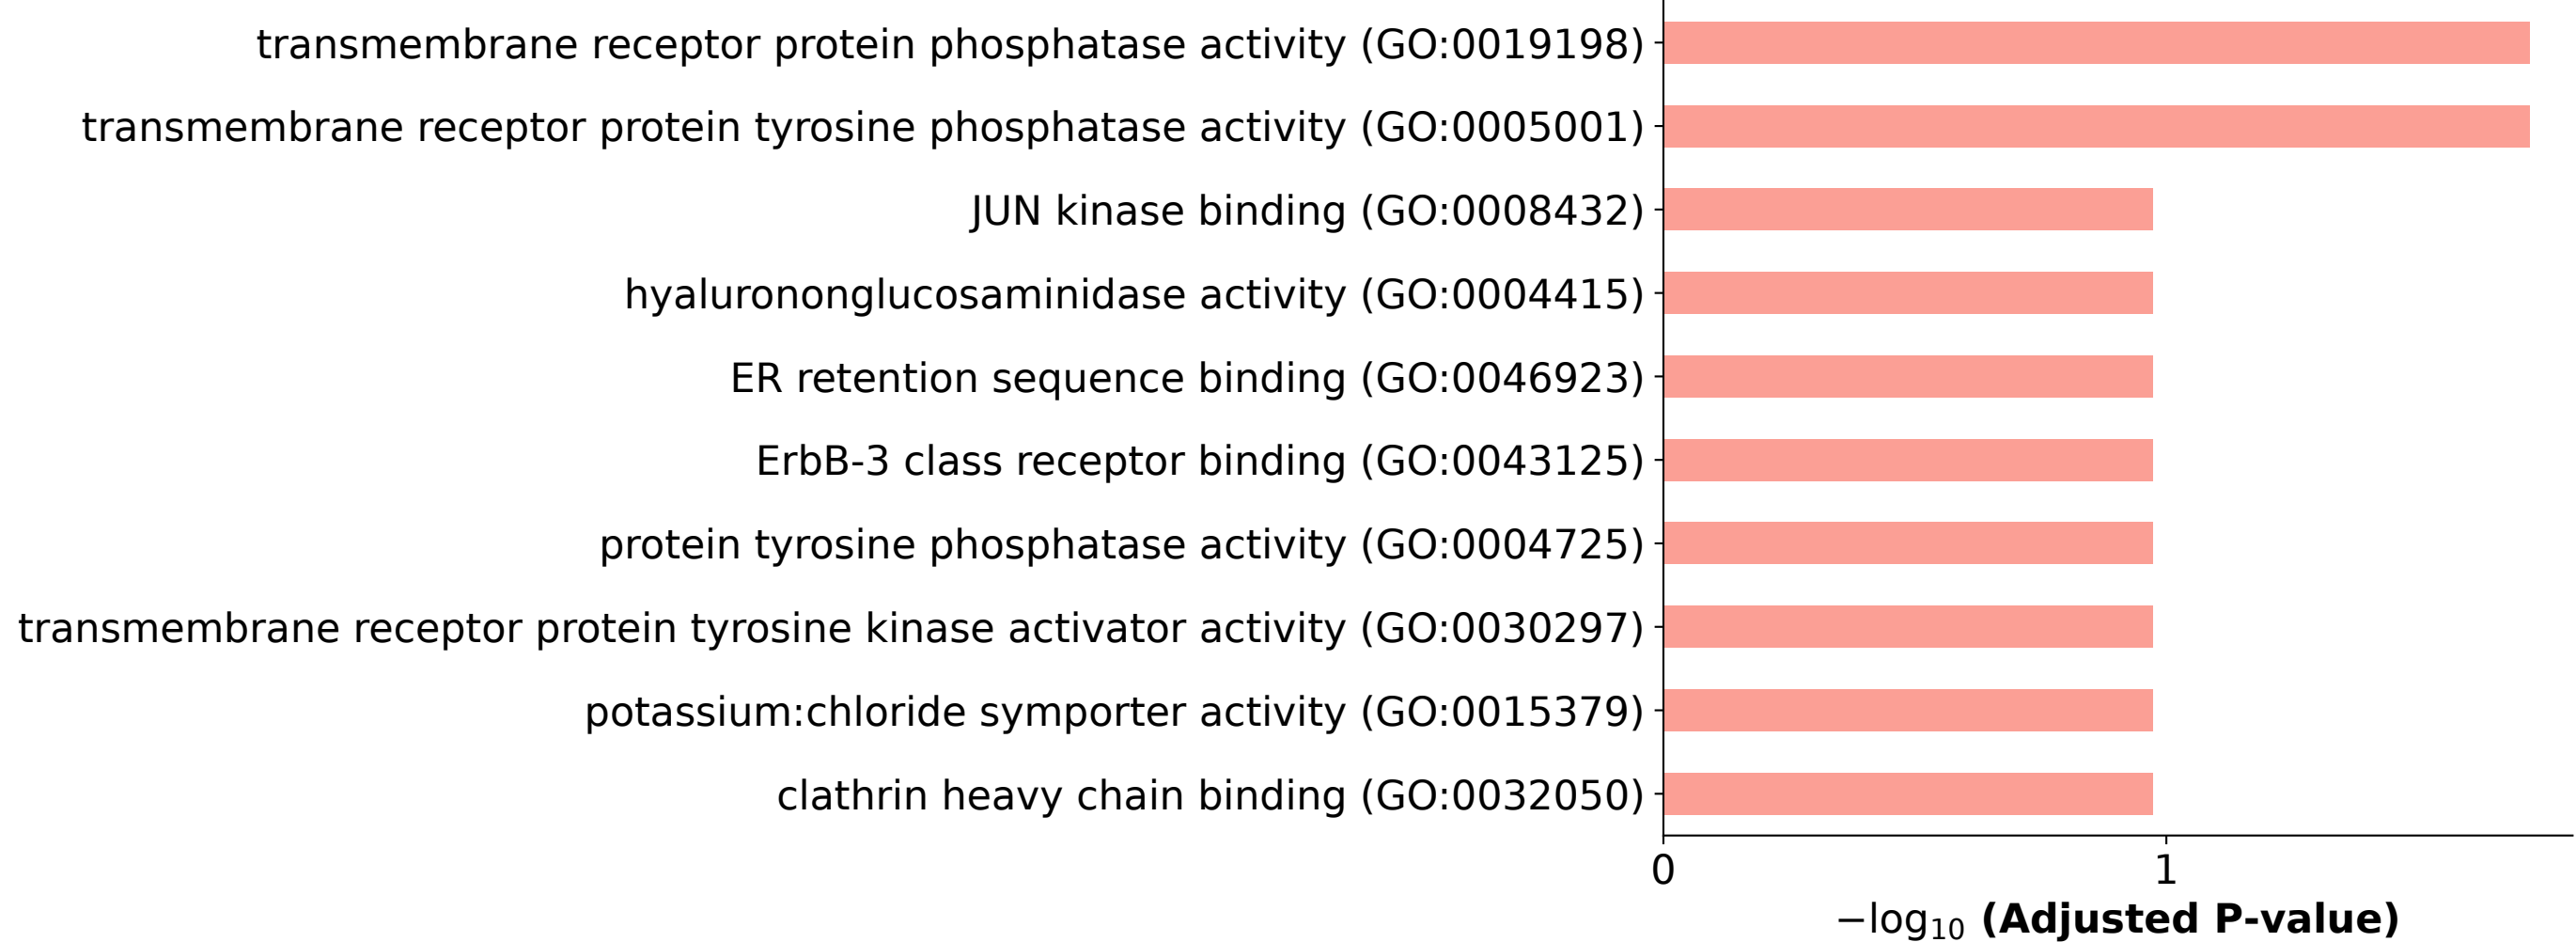 transmembrane receptor protein phosphatase activity (GO:0019198)
transmembrane receptor protein tyrosine phosphatase activity (GO:0005001)
JUN kinase binding (GO:0008432)
hyalurononglucosaminidase activity (GO:0004415)
ER retention sequence binding (GO:0046923)
ErbB-3 class receptor binding (GO:0043125)
protein tyrosine phosphatase activity (GO:0004725)
transmembrane receptor protein tyrosine kinase activator activity (GO:0030297)
potassium:chloride symporter activity (GO:0015379)
clathrin heavy chain binding (GO:0032050)
0 1
−log₁₀ (Adjusted P-value)